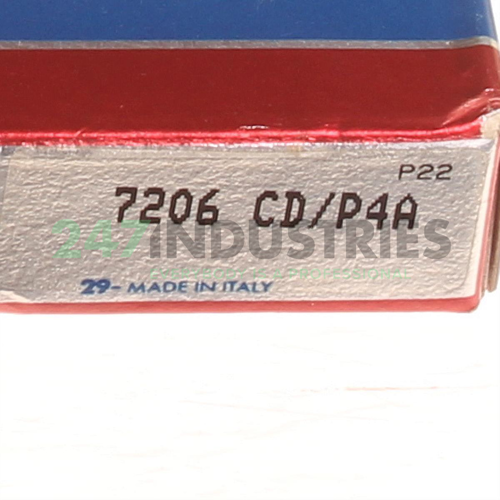 P22
7206 CD/P4A
247INDUSTRIES
29- MADE IN ITALY